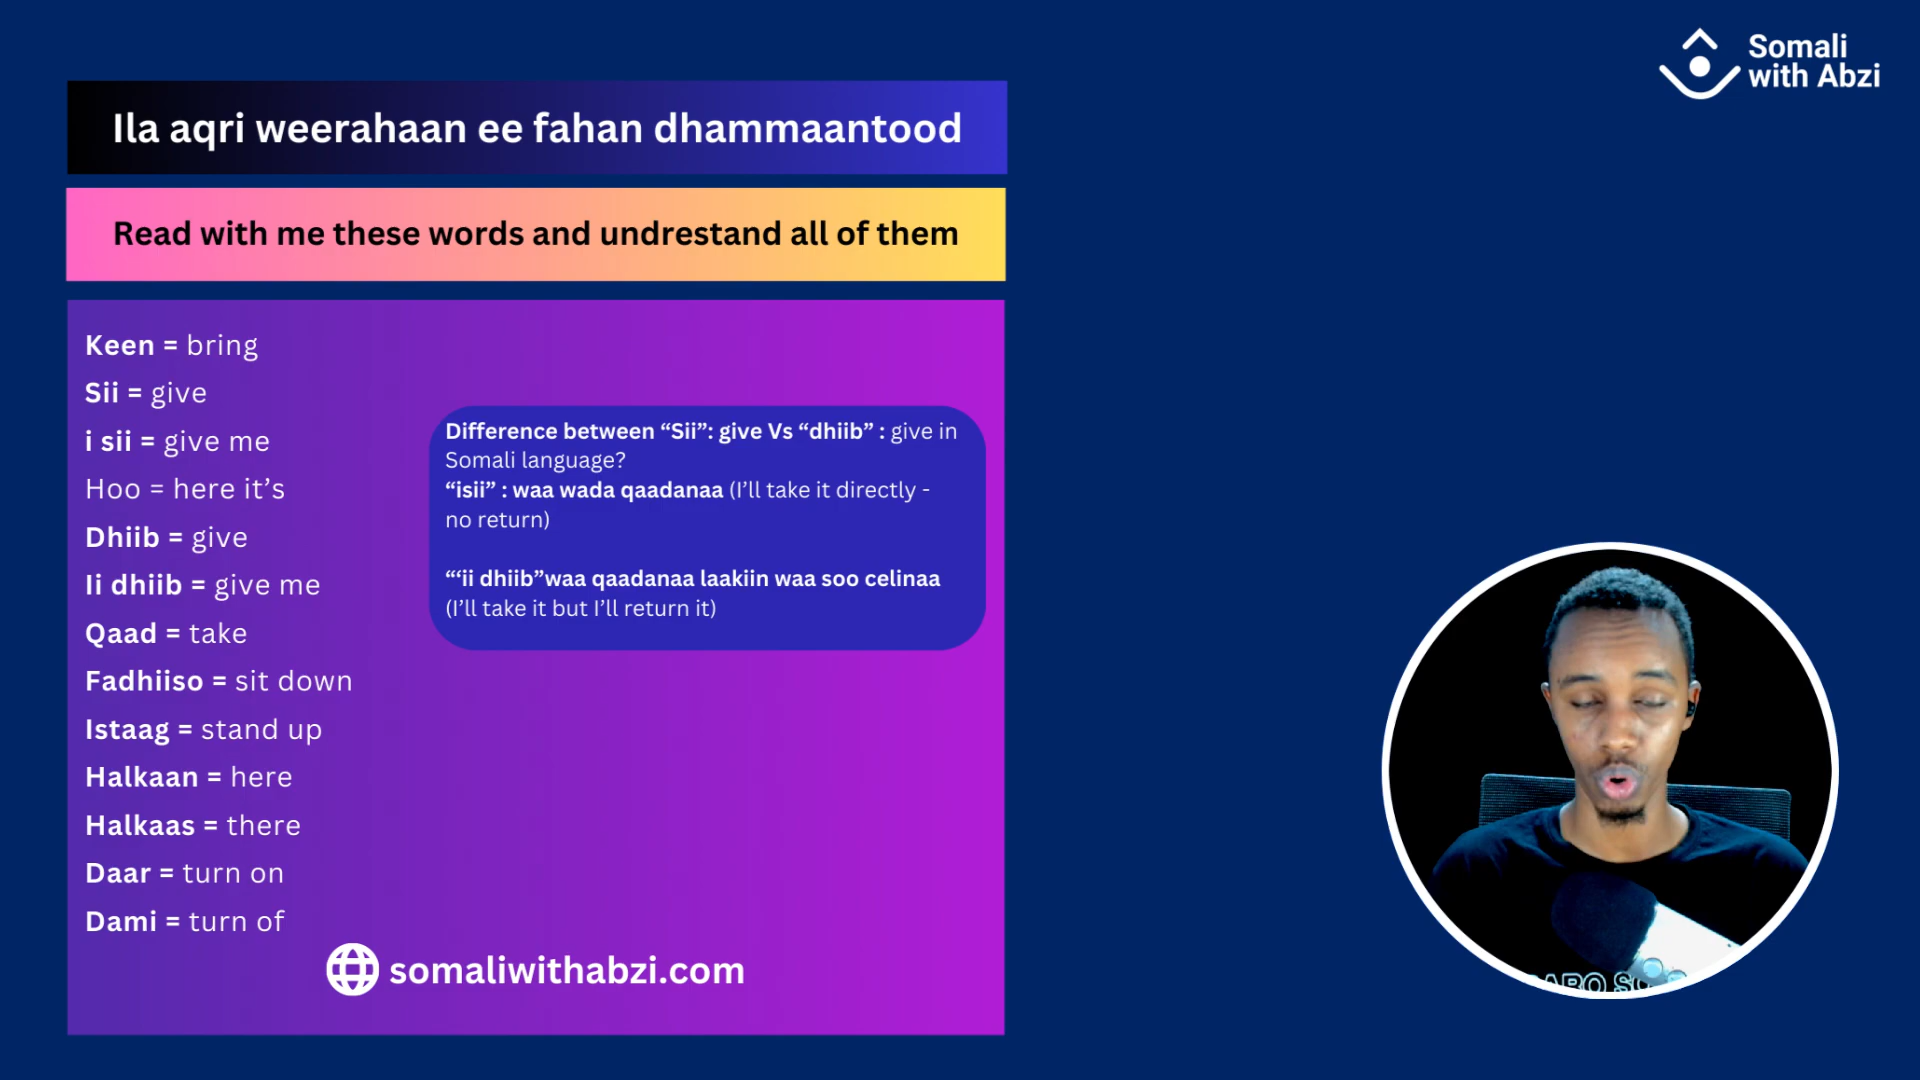 Somali
with Abzi
Ila aqri weerahaan ee fahan dhammaantood
Read with me these words and undrestand all of them
Keen = bring
Sii = give
i sii = give me
Hoo = here it’s
Dhiib = give
Ii dhiib = give me
Qaad = take
Fadhiiso = sit down
Istaag = stand up
Halkaan = here
Halkaas = there
Daar = turn on
Dami = turn of
Difference between “Sii”: give Vs “dhiib” : give in
Somali language?
“isii” : waa wada qaadanaa (I’ll take it directly -
no return)
“‘ii dhiib”waa qaadanaa laakiin waa soo celinaa
(I’ll take it but I’ll return it)
somaliwithabzi.com